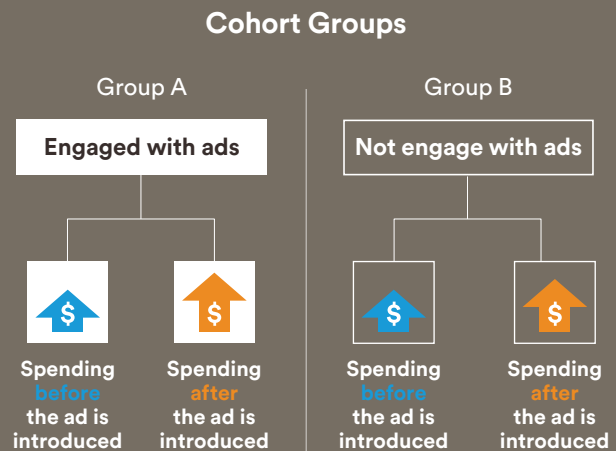 Cohort Groups
Group A
Engaged with ads
$
$
Spending
before
the ad is
introduced
Spending
after
the ad is
introduced
Group B
Not engage with ads
$
$
Spending
before
the ad is
introduced
Spending
after
the ad is
introduced